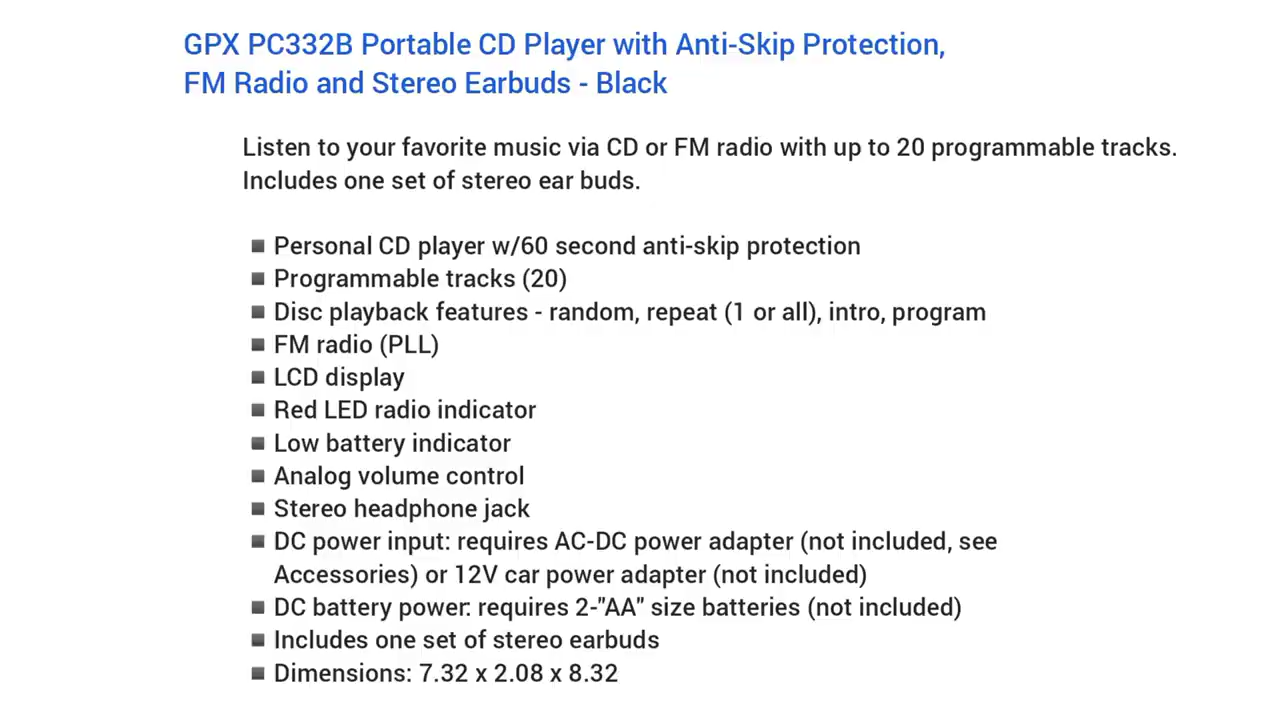 GPX PC332B Portable CD Player with Anti-Skip Protection,
FM Radio and Stereo Earbuds - Black
Listen to your favorite music via CD or FM radio with up to 20 programmable tracks.
Includes one set of stereo ear buds.
■ Personal CD player w/60 second anti-skip protection
■ Programmable tracks (20)
■ Disc playback features - random, repeat (1 or all), intro, program
■ FM radio (PLL)
■ LCD display
■ Red LED radio indicator
■ Low battery indicator
■ Analog volume control
■ Stereo headphone jack
■ DC power input: requires AC-DC power adapter (not included, see
Accessories) or 12V car power adapter (not included)
■ DC battery power: requires 2-"AA" size batteries (not included)
■ Includes one set of stereo earbuds
■ Dimensions: 7.32 x 2.08 x 8.32